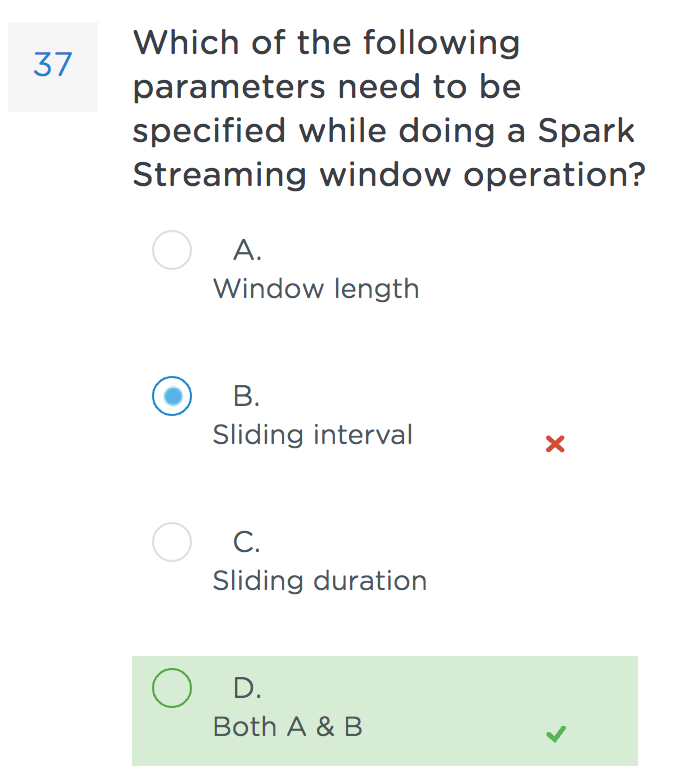 37
Which of the following
parameters need to be
specified while doing a Spark
Streaming window operation?
A.
Window length
B.
Sliding interval
C.
Sliding duration
D.
Both A & B